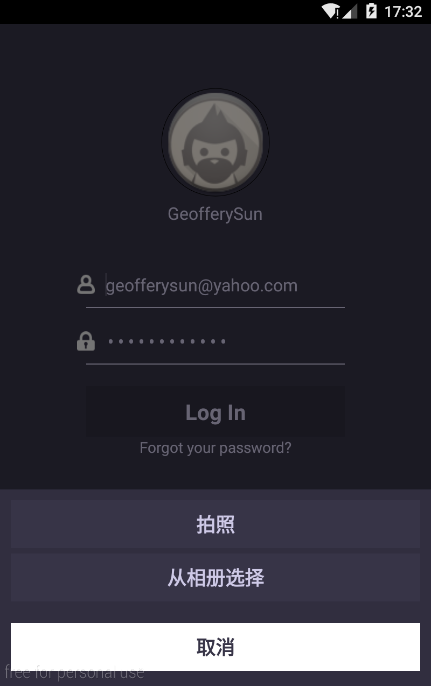 17:32
GeofferySun
geofferysun@yahoo.com
Log In
Forgot your password?
拍照
从相册选择
取消
free for personal use